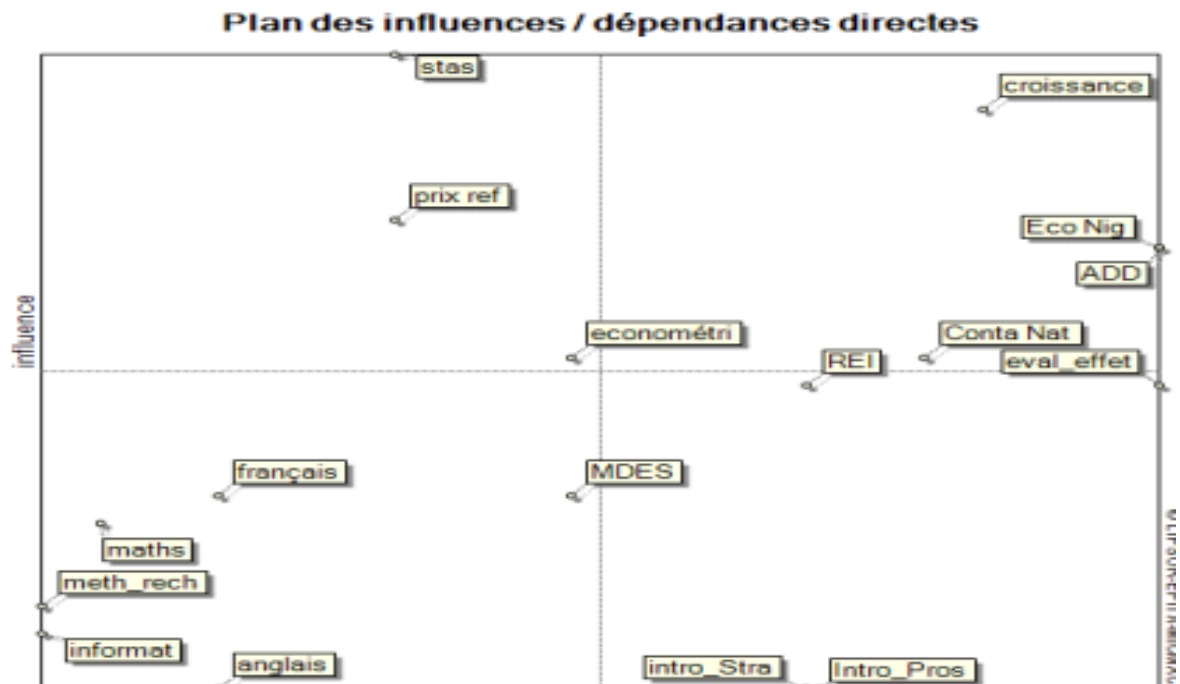 Plan des influences / dépendances directes
stas
croissance
prix ref
Eco Nig
ADD
influence
econométri
Conta Nat
REI
eval_effet
français
MDES
maths
meth_rech
informat
anglais
intro_Stra
Intro_Pros